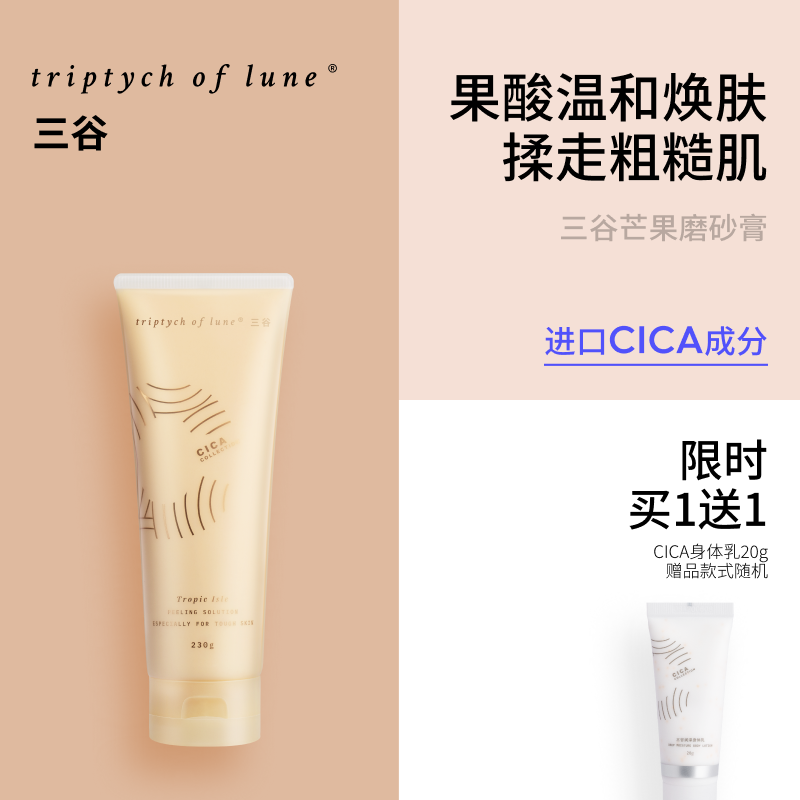 triptych of lune®
三谷
果酸温和焕肤
揉走粗糙肌
三谷芒果磨砂膏
进口CICA成分
triptych of lune® 三谷
CICA
COLLECTION
Tropic Isle
ESPECIALLY FOR TOUGH SKIN
230g
限时
买1送1
CICA身体乳20g
赠品款式随机
CICA
COLLECTION
20g